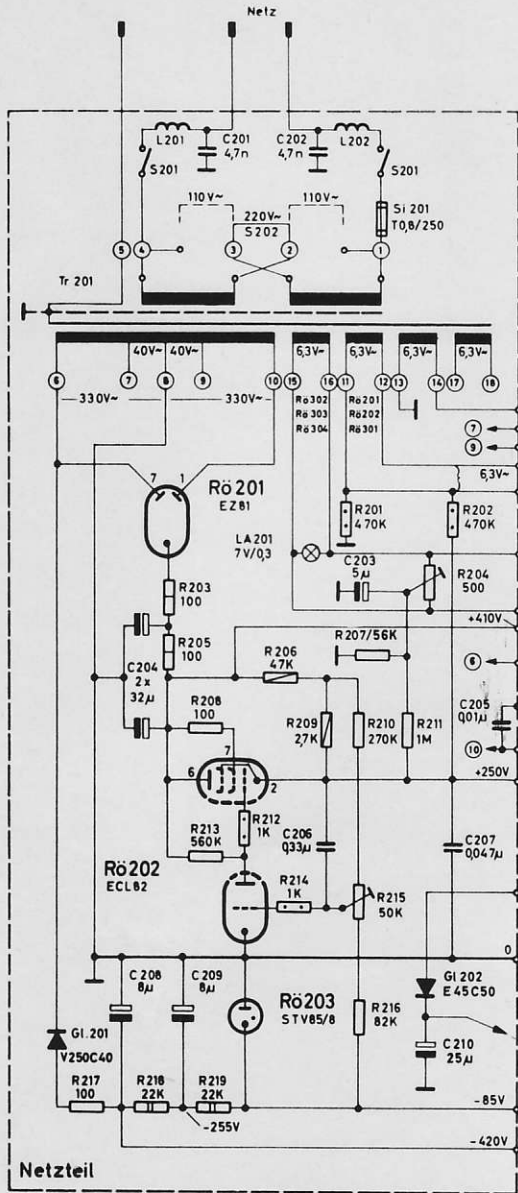 Netz
L201
C201
4,7n
C202
4,7n
L202
S201
S201
110V~
110V~
220V~
S202
Si 201
T0,8/250
5
4
3
2
1
Tr 201
40V~ 40V~
6,3V~
6,3V~
6,3V~
6,3V~
6
7
8
9
10
15
16
11
12
13
14
17
18
330V~
330V~
Rö302
Rö303
Rö304
Rö201
Rö202
Rö301
7
9
6,3V~
7
1
Rö201
EZ81
R201
470K
R202
470K
LA201
7V/0,3
C203
5µ
R204
500
R203
100
+410V
R207/56K
R205
100
C204
2x
32µ
R206
47K
6
R208
100
R209
2,7K
R210
270K
R211
1M
C205
0,01µ
10
7
6
2
+250V
R212
1K
R213
560K
C206
0,33µ
C207
0,047µ
Rö202
ECL82
R214
1K
R215
50K
0
C208
8µ
C209
8µ
Rö203
STV85/8
Gl.202
E45C50
R216
82K
Gl.201
V250C40
C210
25µ
R217
100
R218
22K
R219
22K
-85V
-255V
-420V
Netzteil